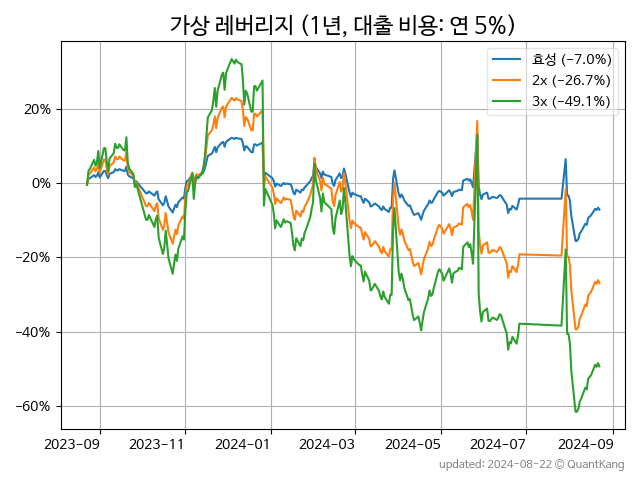 가상 레버리지 (1년, 대출 비용: 연 5%)
효성 (−7.0%)
2x (−26.7%)
3x (−49.1%)
20%
0%
−20%
−40%
−60%
2023-09 2023-11 2024-01 2024-03 2024-05 2024-07 2024-09
updated: 2024-08-22 © QuantKang